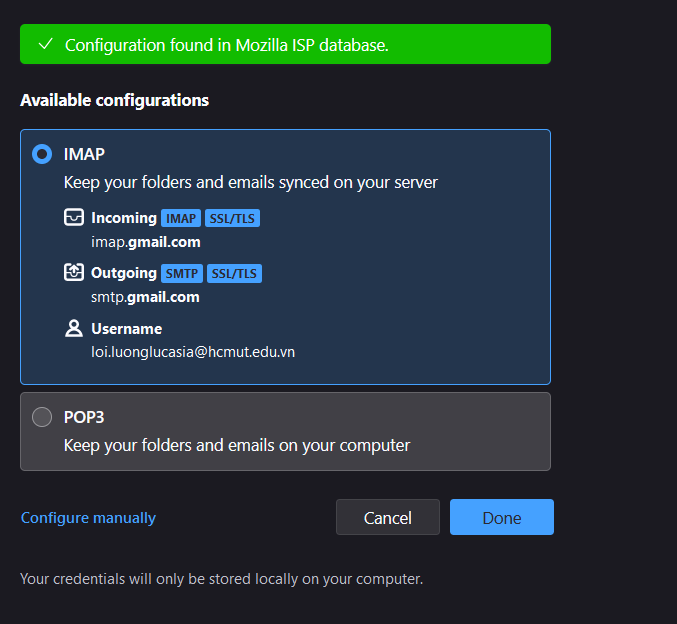 Configuration found in Mozilla ISP database.
Available configurations
IMAP
Keep your folders and emails synced on your server
Incoming IMAP SSL/TLS
imap.gmail.com
Outgoing SMTP SSL/TLS
smtp.gmail.com
Username
loi.luonglucasia@hcmut.edu.vn
POP3
Keep your folders and emails on your computer
Configure manually Cancel Done
Your credentials will only be stored locally on your computer.